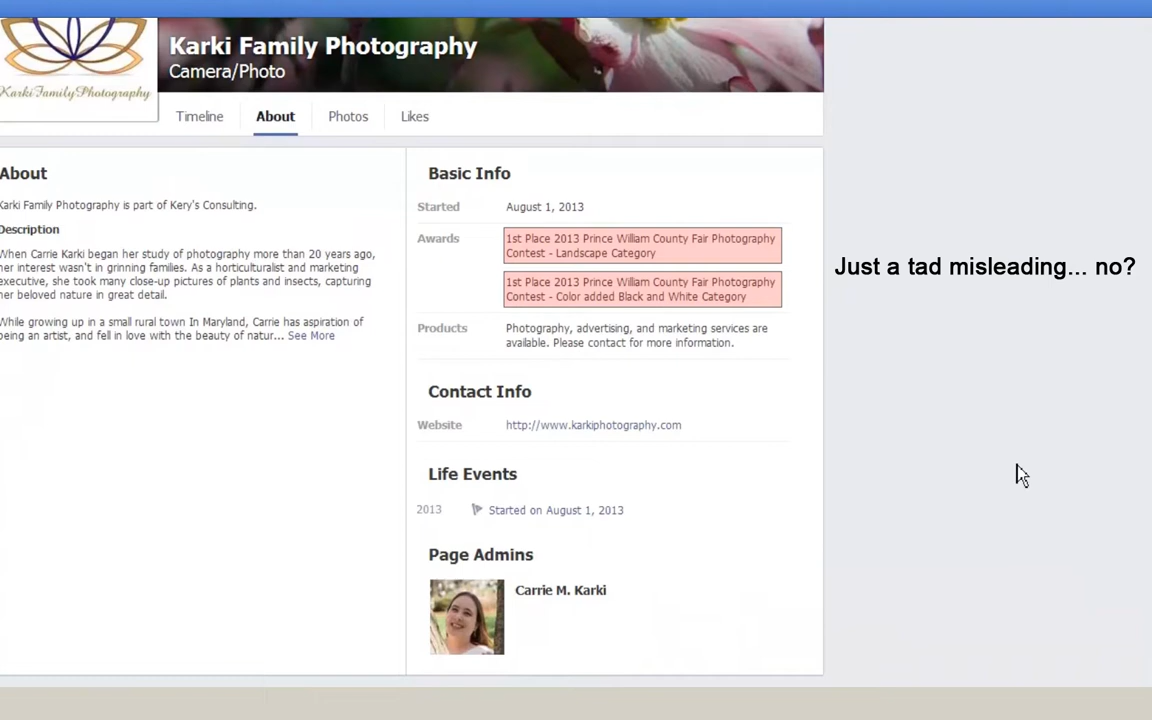 Karki Family Photography
Camera/Photo
Karki Family Photography
Timeline About Photos Likes
About
Karki Family Photography is part of Kery's Consulting.
Description
When Carrie Karki began her study of photography more than 20 years ago,
her interest wasn't in grinning families. As a horticulturalist and marketing
executive, she took many close-up pictures of plants and insects, capturing
her beloved nature in great detail.
While growing up in a small rural town In Maryland, Carrie has aspiration of
being an artist, and fell in love with the beauty of natur... See More
Basic Info
Started August 1, 2013
Awards 1st Place 2013 Prince William County Fair Photography
Contest - Landscape Category
1st Place 2013 Prince William County Fair Photography
Contest - Color added Black and White Category
Products Photography, advertising, and marketing services are
available. Please contact for more information.
Contact Info
Website http://www.karkiphotography.com
Life Events
2013 Started on August 1, 2013
Page Admins
Carrie M. Karki
Just a tad misleading... no?